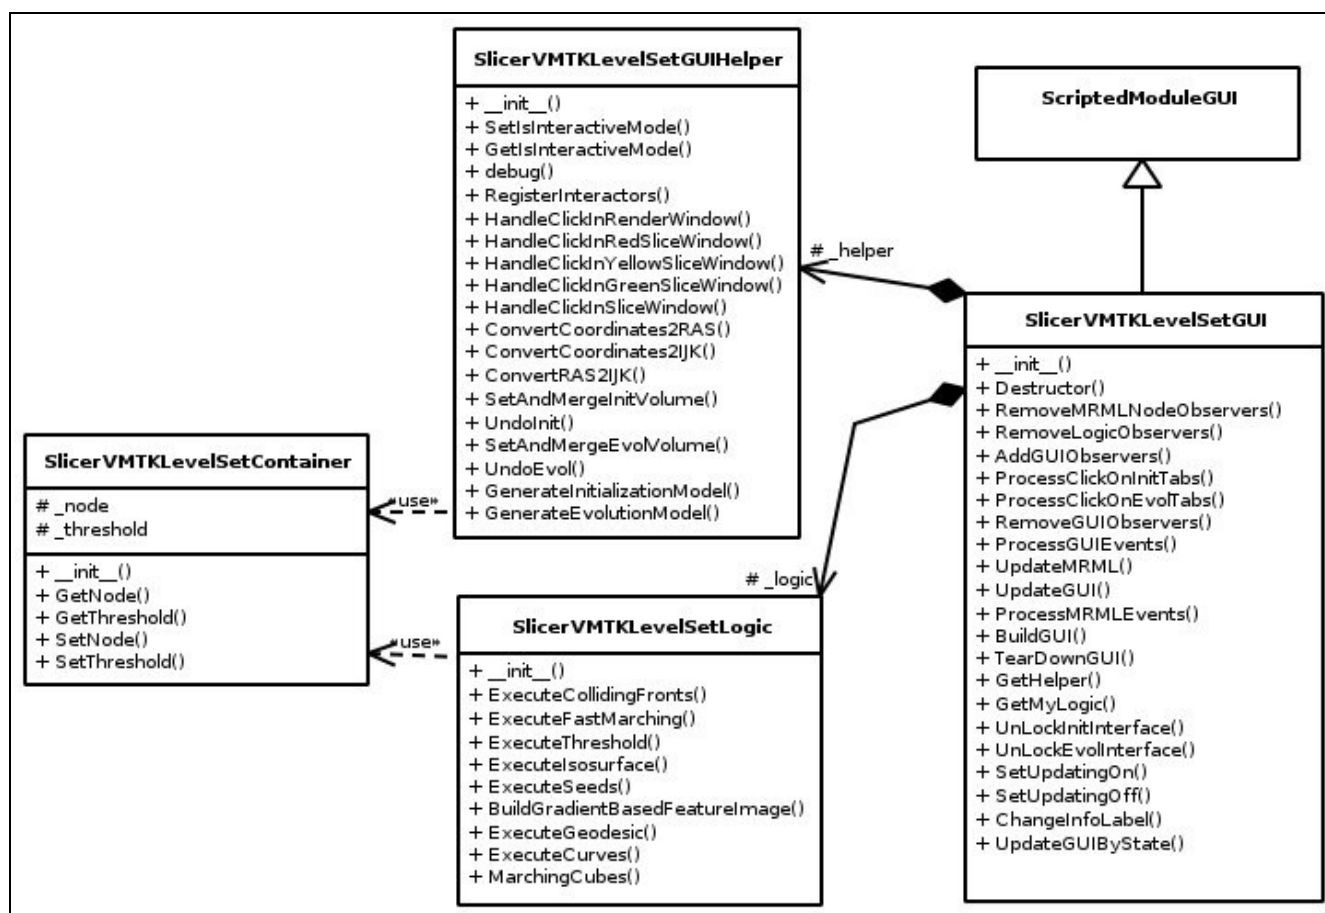 SlicerVMTKLevelSetGUIHelper
+ __init__()
+ SetIsInteractiveMode()
+ GetIsInteractiveMode()
+ debug()
+ RegisterInteractors()
+ HandleClickInRenderWindow()
+ HandleClickInRedSliceWindow()
+ HandleClickInYellowSliceWindow()
+ HandleClickInGreenSliceWindow()
+ HandleClickInSliceWindow()
+ ConvertCoordinates2RAS()
+ ConvertCoordinates2IJK()
+ ConvertRAS2IJK()
+ SetAndMergeInitVolume()
+ UndoInit()
+ SetAndMergeEvolVolume()
+ UndoEvol()
+ GenerateInitializationModel()
+ GenerateEvolutionModel()
ScriptedModuleGUI
# _helper
SlicerVMTKLevelSetGUI
+ __init__()
+ Destructor()
+ RemoveMRMLNodeObservers()
+ RemoveLogicObservers()
+ AddGUIObservers()
+ ProcessClickOnInitTabs()
+ ProcessClickOnEvolTabs()
+ RemoveGUIObservers()
+ ProcessGUIEvents()
+ UpdateMRML()
+ UpdateGUI()
+ ProcessMRMLEvents()
+ BuildGUI()
+ TearDownGUI()
+ GetHelper()
+ GetMyLogic()
+ UnLockInitInterface()
+ UnLockEvolInterface()
+ SetUpdatingOn()
+ SetUpdatingOff()
+ ChangeInfoLabel()
+ UpdateGUIByState()
SlicerVMTKLevelSetContainer
# _node
# _threshold
+ __init__()
+ GetNode()
+ GetThreshold()
+ SetNode()
+ SetThreshold()
«use»
«use»
# _logic
SlicerVMTKLevelSetLogic
+ __init__()
+ ExecuteCollidingFronts()
+ ExecuteFastMarching()
+ ExecuteThreshold()
+ ExecuteIsosurface()
+ ExecuteSeeds()
+ BuildGradientBasedFeatureImage()
+ ExecuteGeodesic()
+ ExecuteCurves()
+ MarchingCubes()